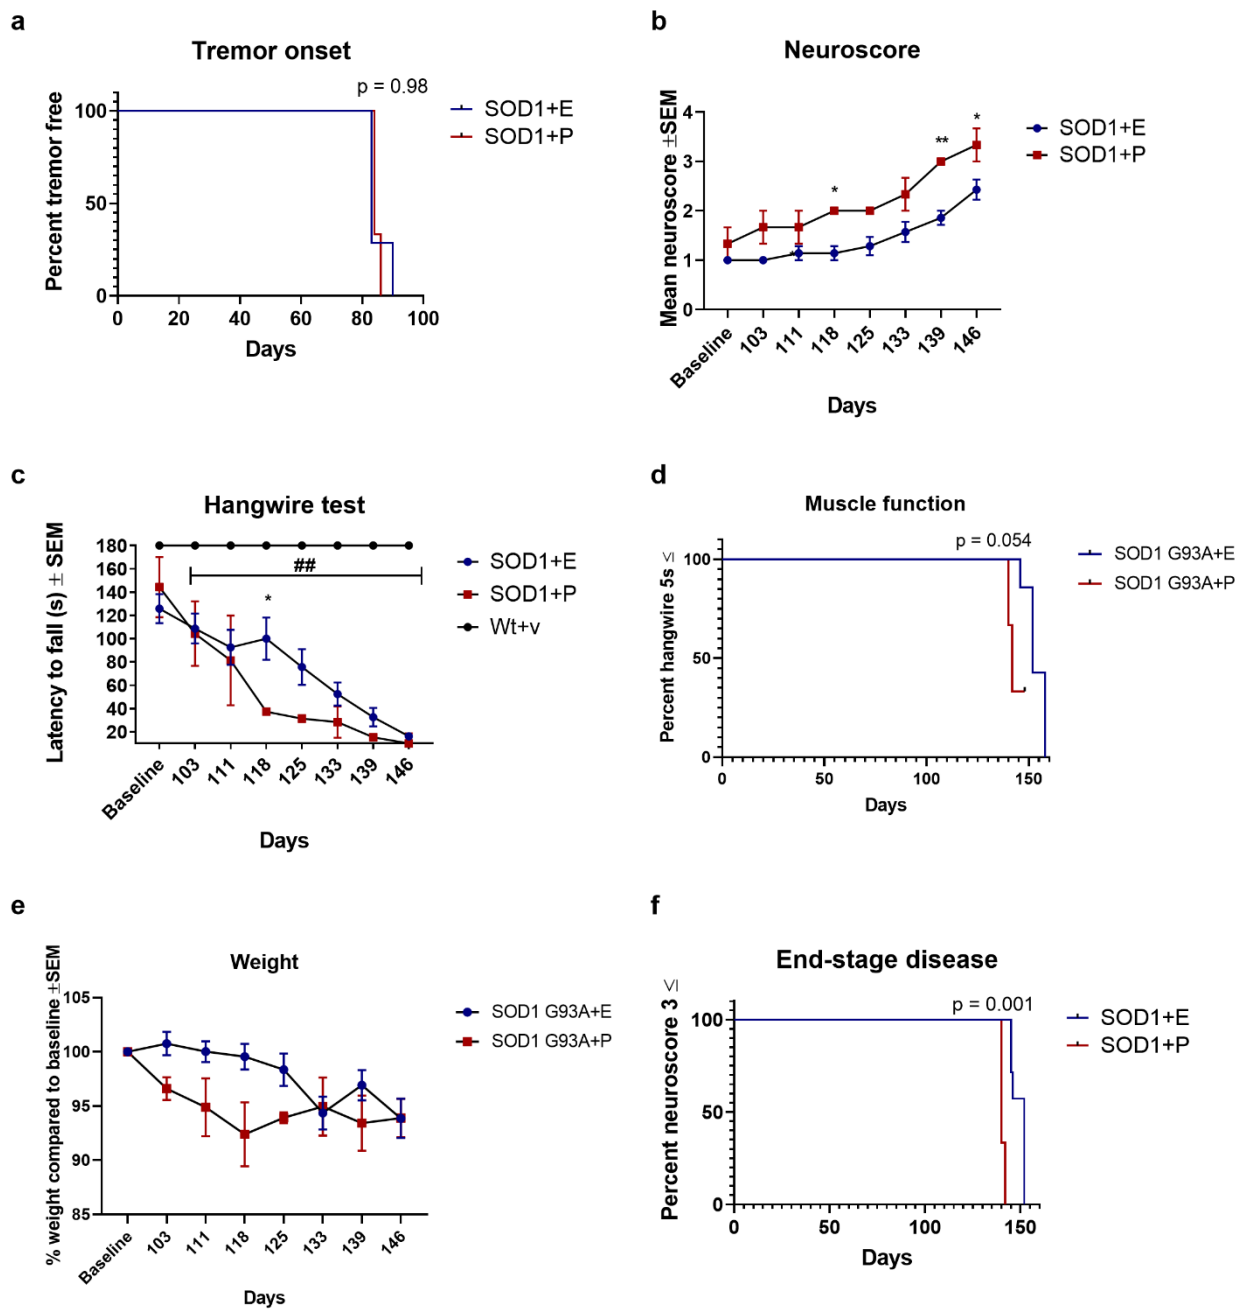 a
Tremor onset
p = 0.98
Percent tremor free
100
50
0
0 20 40 60 80 100
Days
SOD1+E
SOD1+P
b
Neuroscore
Mean neuroscore ±SEM
4
3
2
1
0
* ** *
*
Baseline 103 111 118 125 133 139 146
Days
SOD1+E
SOD1+P
c
Hangwire test
Latency to fall (s) ± SEM
180
160
140
120
100
80
60
40
20
##
*
Baseline 103 111 118 125 133 139 146
Days
SOD1+E
SOD1+P
Wt+v
d
Muscle function
p = 0.054
Percent hangwire 5s ≤
100
50
0
0 50 100 150
Days
SOD1 G93A+E
SOD1 G93A+P
e
Weight
% weight compared to baseline ±SEM
105
100
95
90
85
Baseline 103 111 118 125 133 139 146
Days
SOD1 G93A+E
SOD1 G93A+P
f
End-stage disease
p = 0.001
Percent neuroscore 3 ≤
100
50
0
0 50 100 150
Days
SOD1+E
SOD1+P